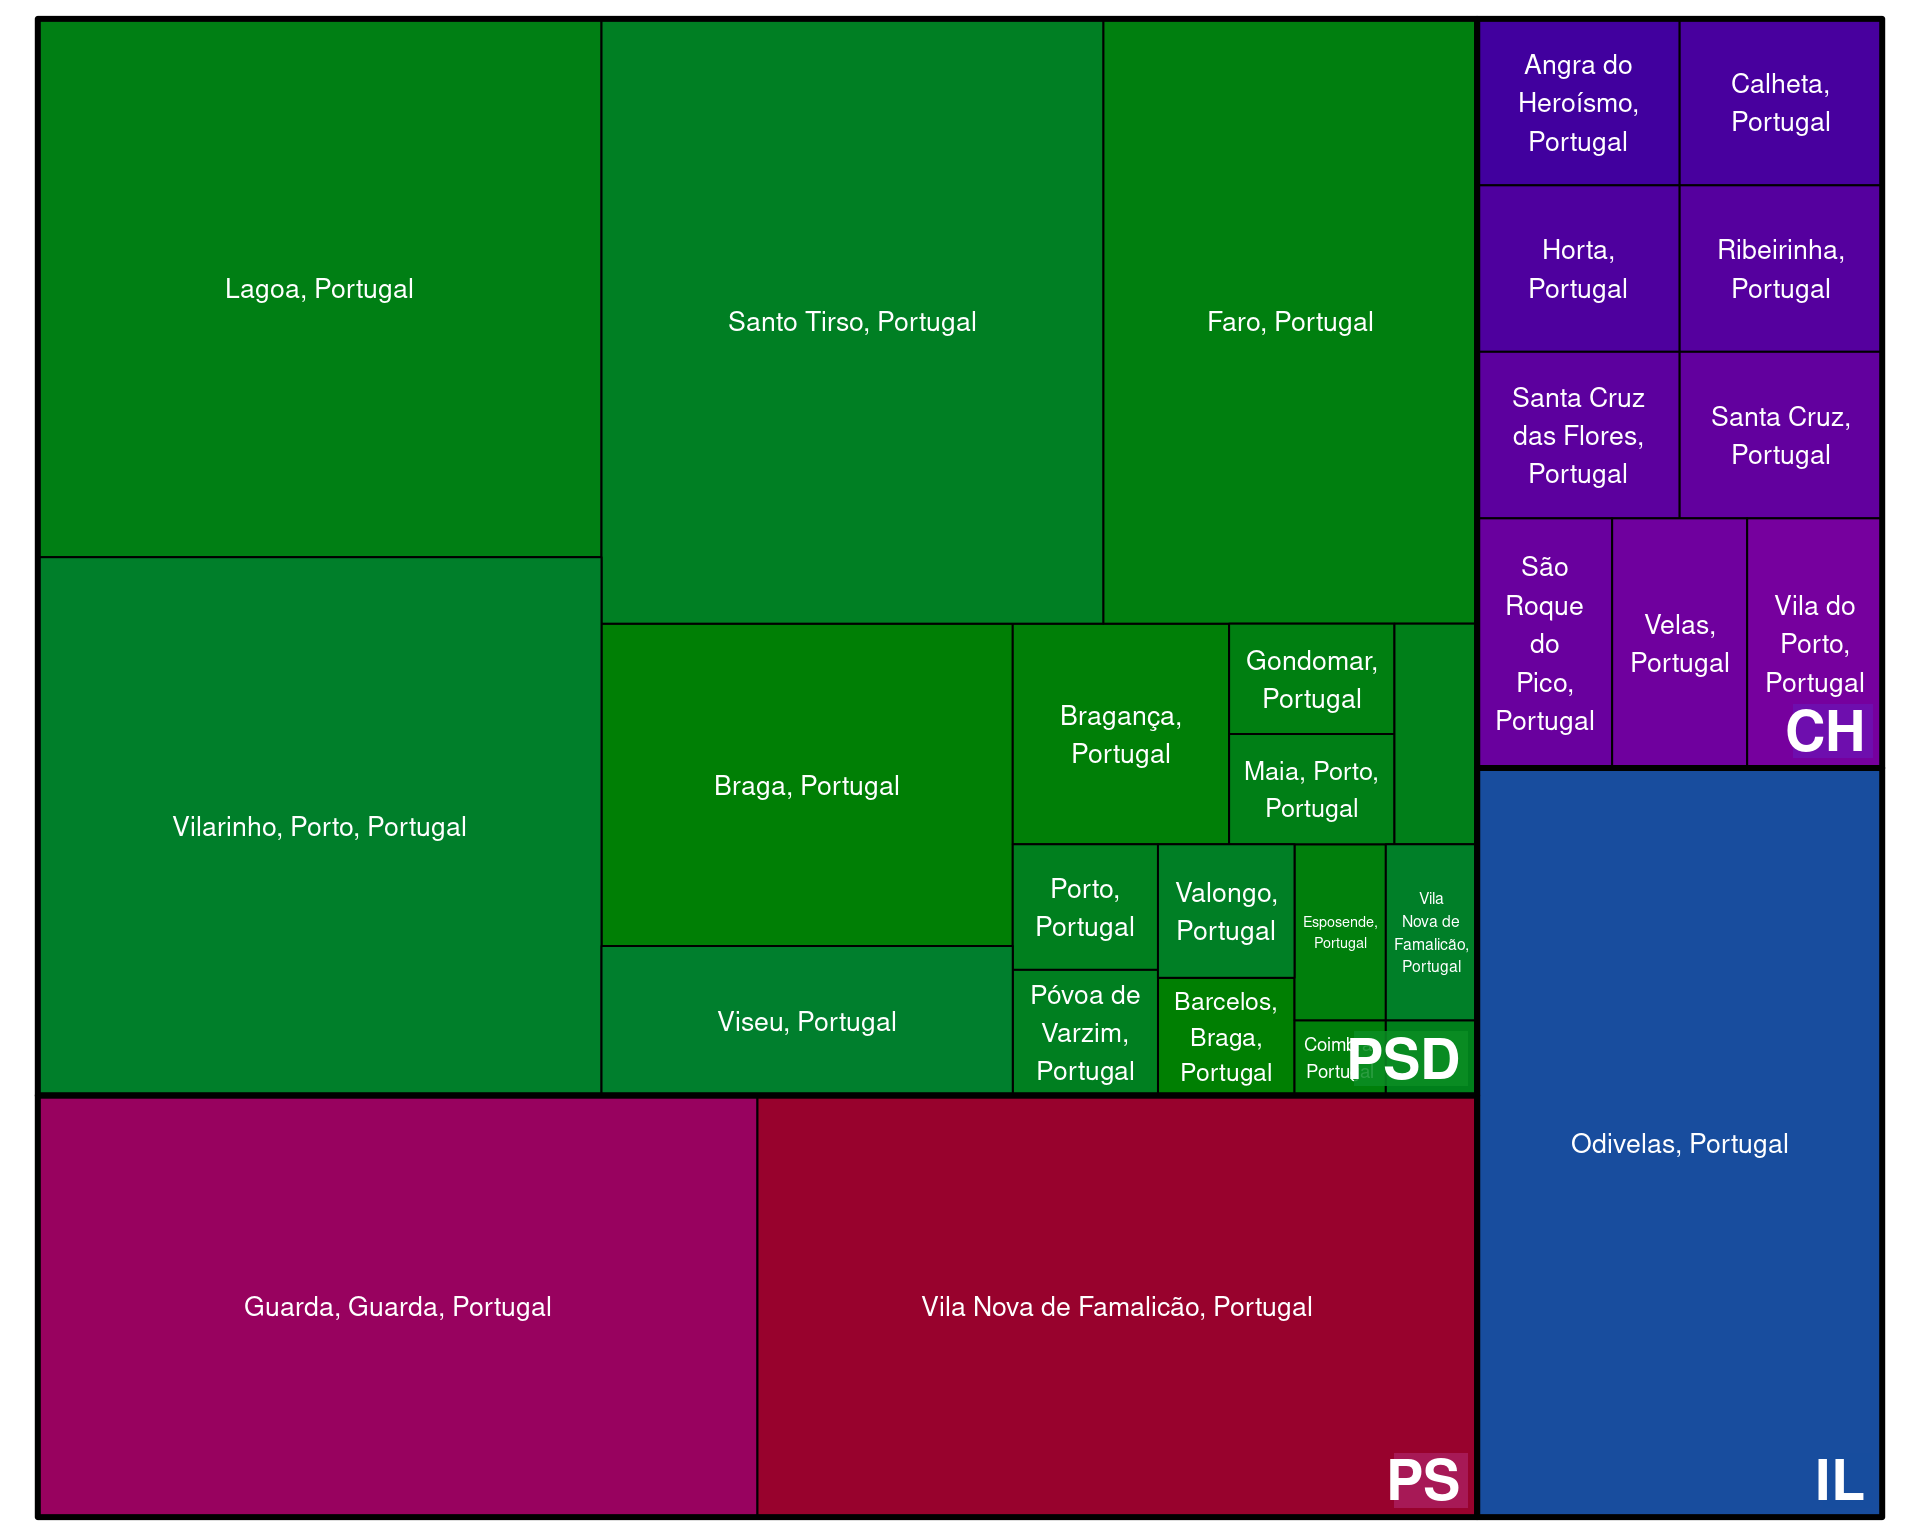 Lagoa, Portugal
Santo Tirso, Portugal
Faro, Portugal
Vilarinho, Porto, Portugal
Braga, Portugal
Viseu, Portugal
Bragança,
Portugal
Gondomar,
Portugal
Maia, Porto,
Portugal
Porto,
Portugal
Póvoa de
Varzim,
Portugal
Valongo,
Portugal
Barcelos,
Braga,
Portugal
Esposende,
Portugal
Vila
Nova de
Famalicão,
Portugal
Portugal
PSD
Guarda, Guarda, Portugal
Vila Nova de Famalicão, Portugal
PS
Angra do
Heroísmo,
Portugal
Calheta,
Portugal
Horta,
Portugal
Ribeirinha,
Portugal
Santa Cruz
das Flores,
Portugal
Santa Cruz,
Portugal
São
Roque
do
Pico,
Portugal
Velas,
Portugal
Vila do
Porto,
Portugal
CH
Odivelas, Portugal
IL